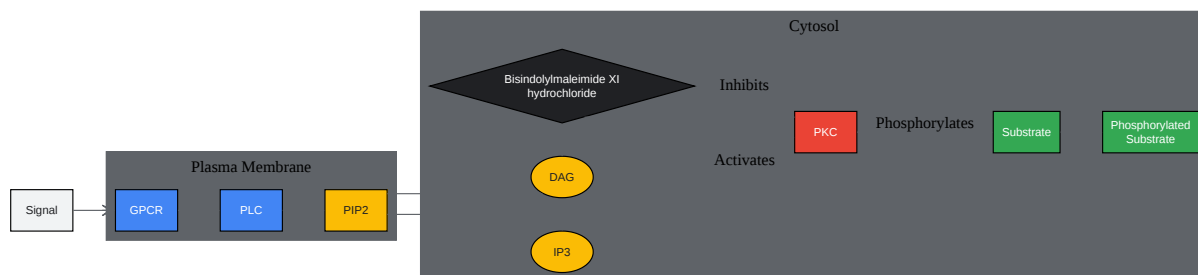 Cytosol
Bisindolylmaleimide XI
hydrochloride
Inhibits
PKC
Phosphorylates
Substrate
Phosphorylated
Substrate
Activates
Plasma Membrane
DAG
Signal
GPCR
PLC
PIP2
IP3